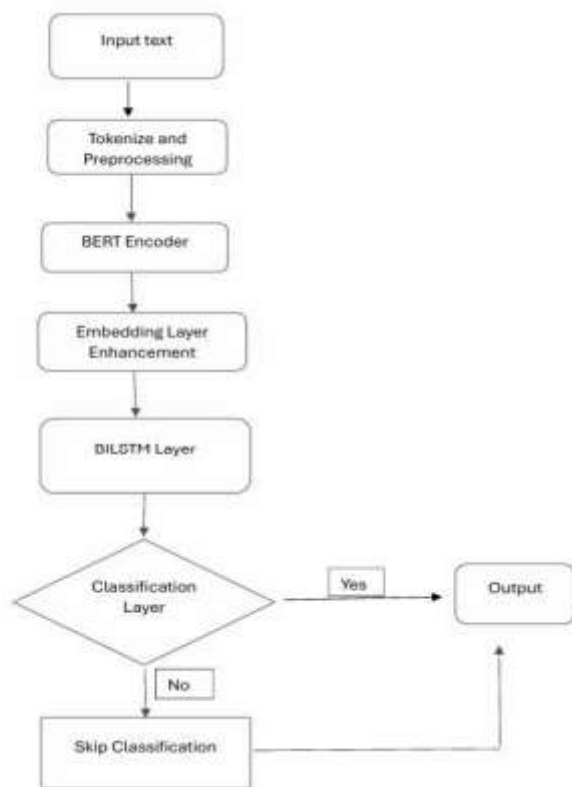 Input text
Tokenize and
Preprocessing
BERT Encoder
Embedding Layer
Enhancement
BILSTM Layer
Classification
Layer
Yes
Output
No
Skip Classification